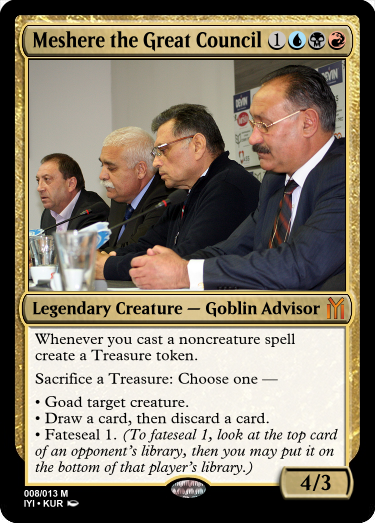 Meshere the Great Council 1
DEVIN
Legendary Creature — Goblin Advisor
Whenever you cast a noncreature spell
create a Treasure token.
Sacrifice a Treasure: Choose one —
• Goad target creature.
• Draw a card, then discard a card.
• Fateseal 1. (To fateseal 1, look at the top card
of an opponent's library, then you may put it on
the bottom of that player's library.)
4/3
008/013 M
IYI • KUR